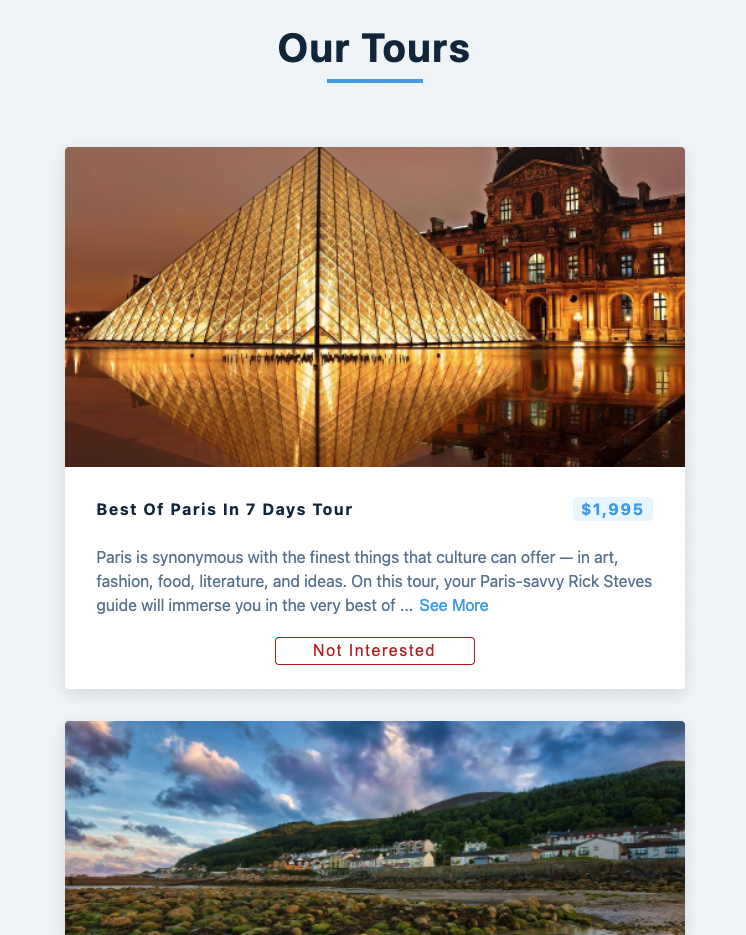 Our Tours
Best Of Paris In 7 Days Tour
$1,995
Paris is synonymous with the finest things that culture can offer — in art,
fashion, food, literature, and ideas. On this tour, your Paris-savvy Rick Steves
guide will immerse you in the very best of ... See More
Not Interested